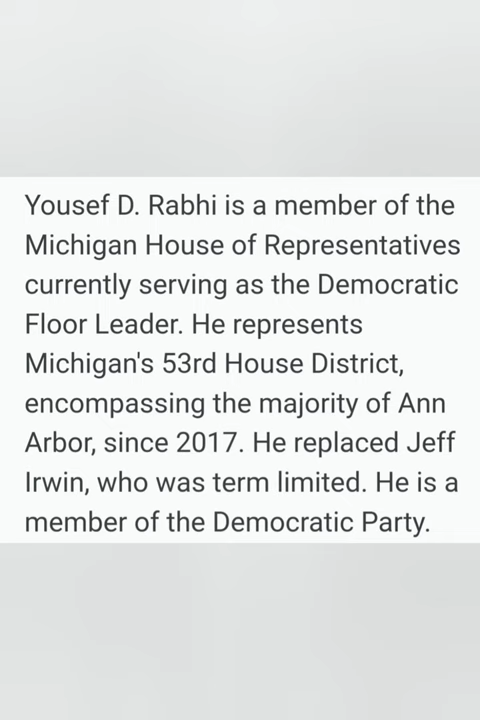 Yousef D. Rabhi is a member of the
Michigan House of Representatives
currently serving as the Democratic
Floor Leader. He represents
Michigan's 53rd House District,
encompassing the majority of Ann
Arbor, since 2017. He replaced Jeff
Irwin, who was term limited. He is a
member of the Democratic Party.